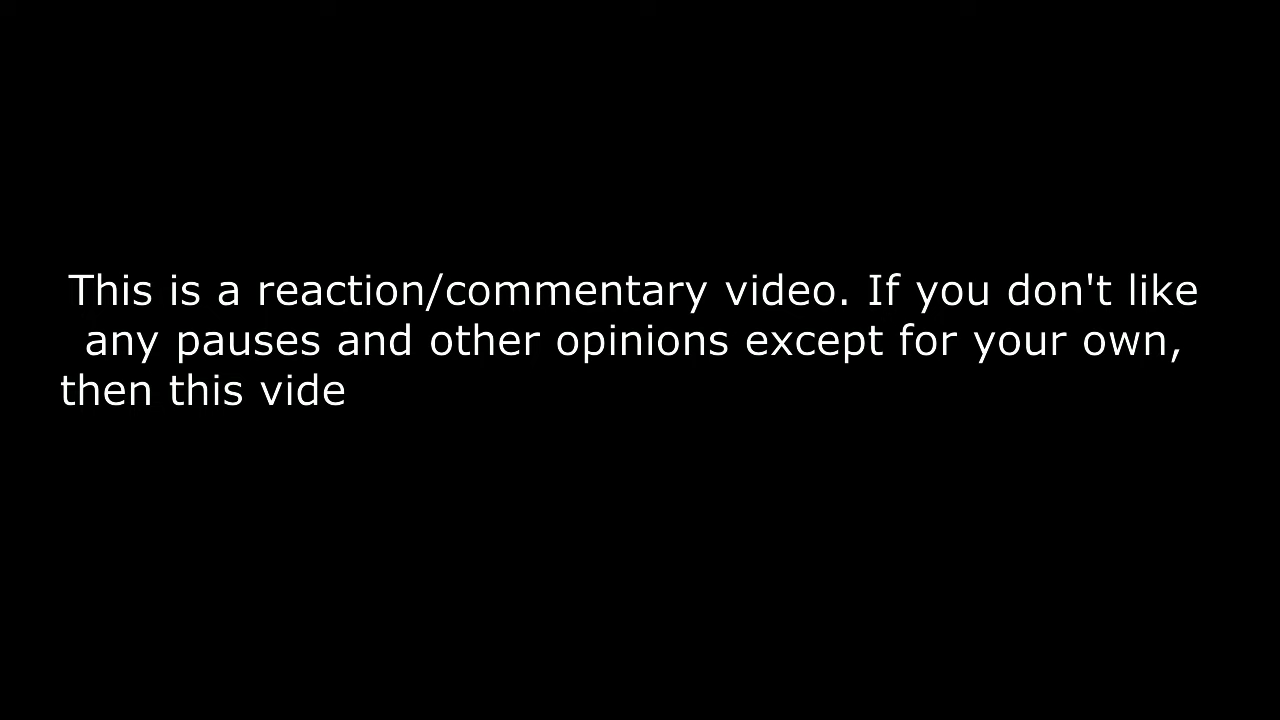 This is a reaction/commentary video. If you don't like
any pauses and other opinions except for your own,
then this vide